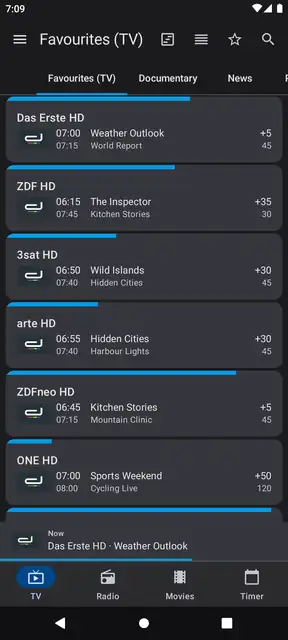 7:09
Favourites (TV)
Favourites (TV) Documentary News
Das Erste HD
07:00 Weather Outlook +5
07:15 World Report 45
ZDF HD
06:15 The Inspector +35
07:45 Kitchen Stories 30
3sat HD
06:50 Wild Islands +30
07:40 Hidden Cities 45
arte HD
06:55 Hidden Cities +30
07:40 Harbour Lights 45
ZDFneo HD
06:45 Kitchen Stories +5
07:15 Mountain Clinic 45
ONE HD
07:00 Sports Weekend +50
08:00 Cycling Live 120
Now
Das Erste HD · Weather Outlook
TV Radio Movies Timer